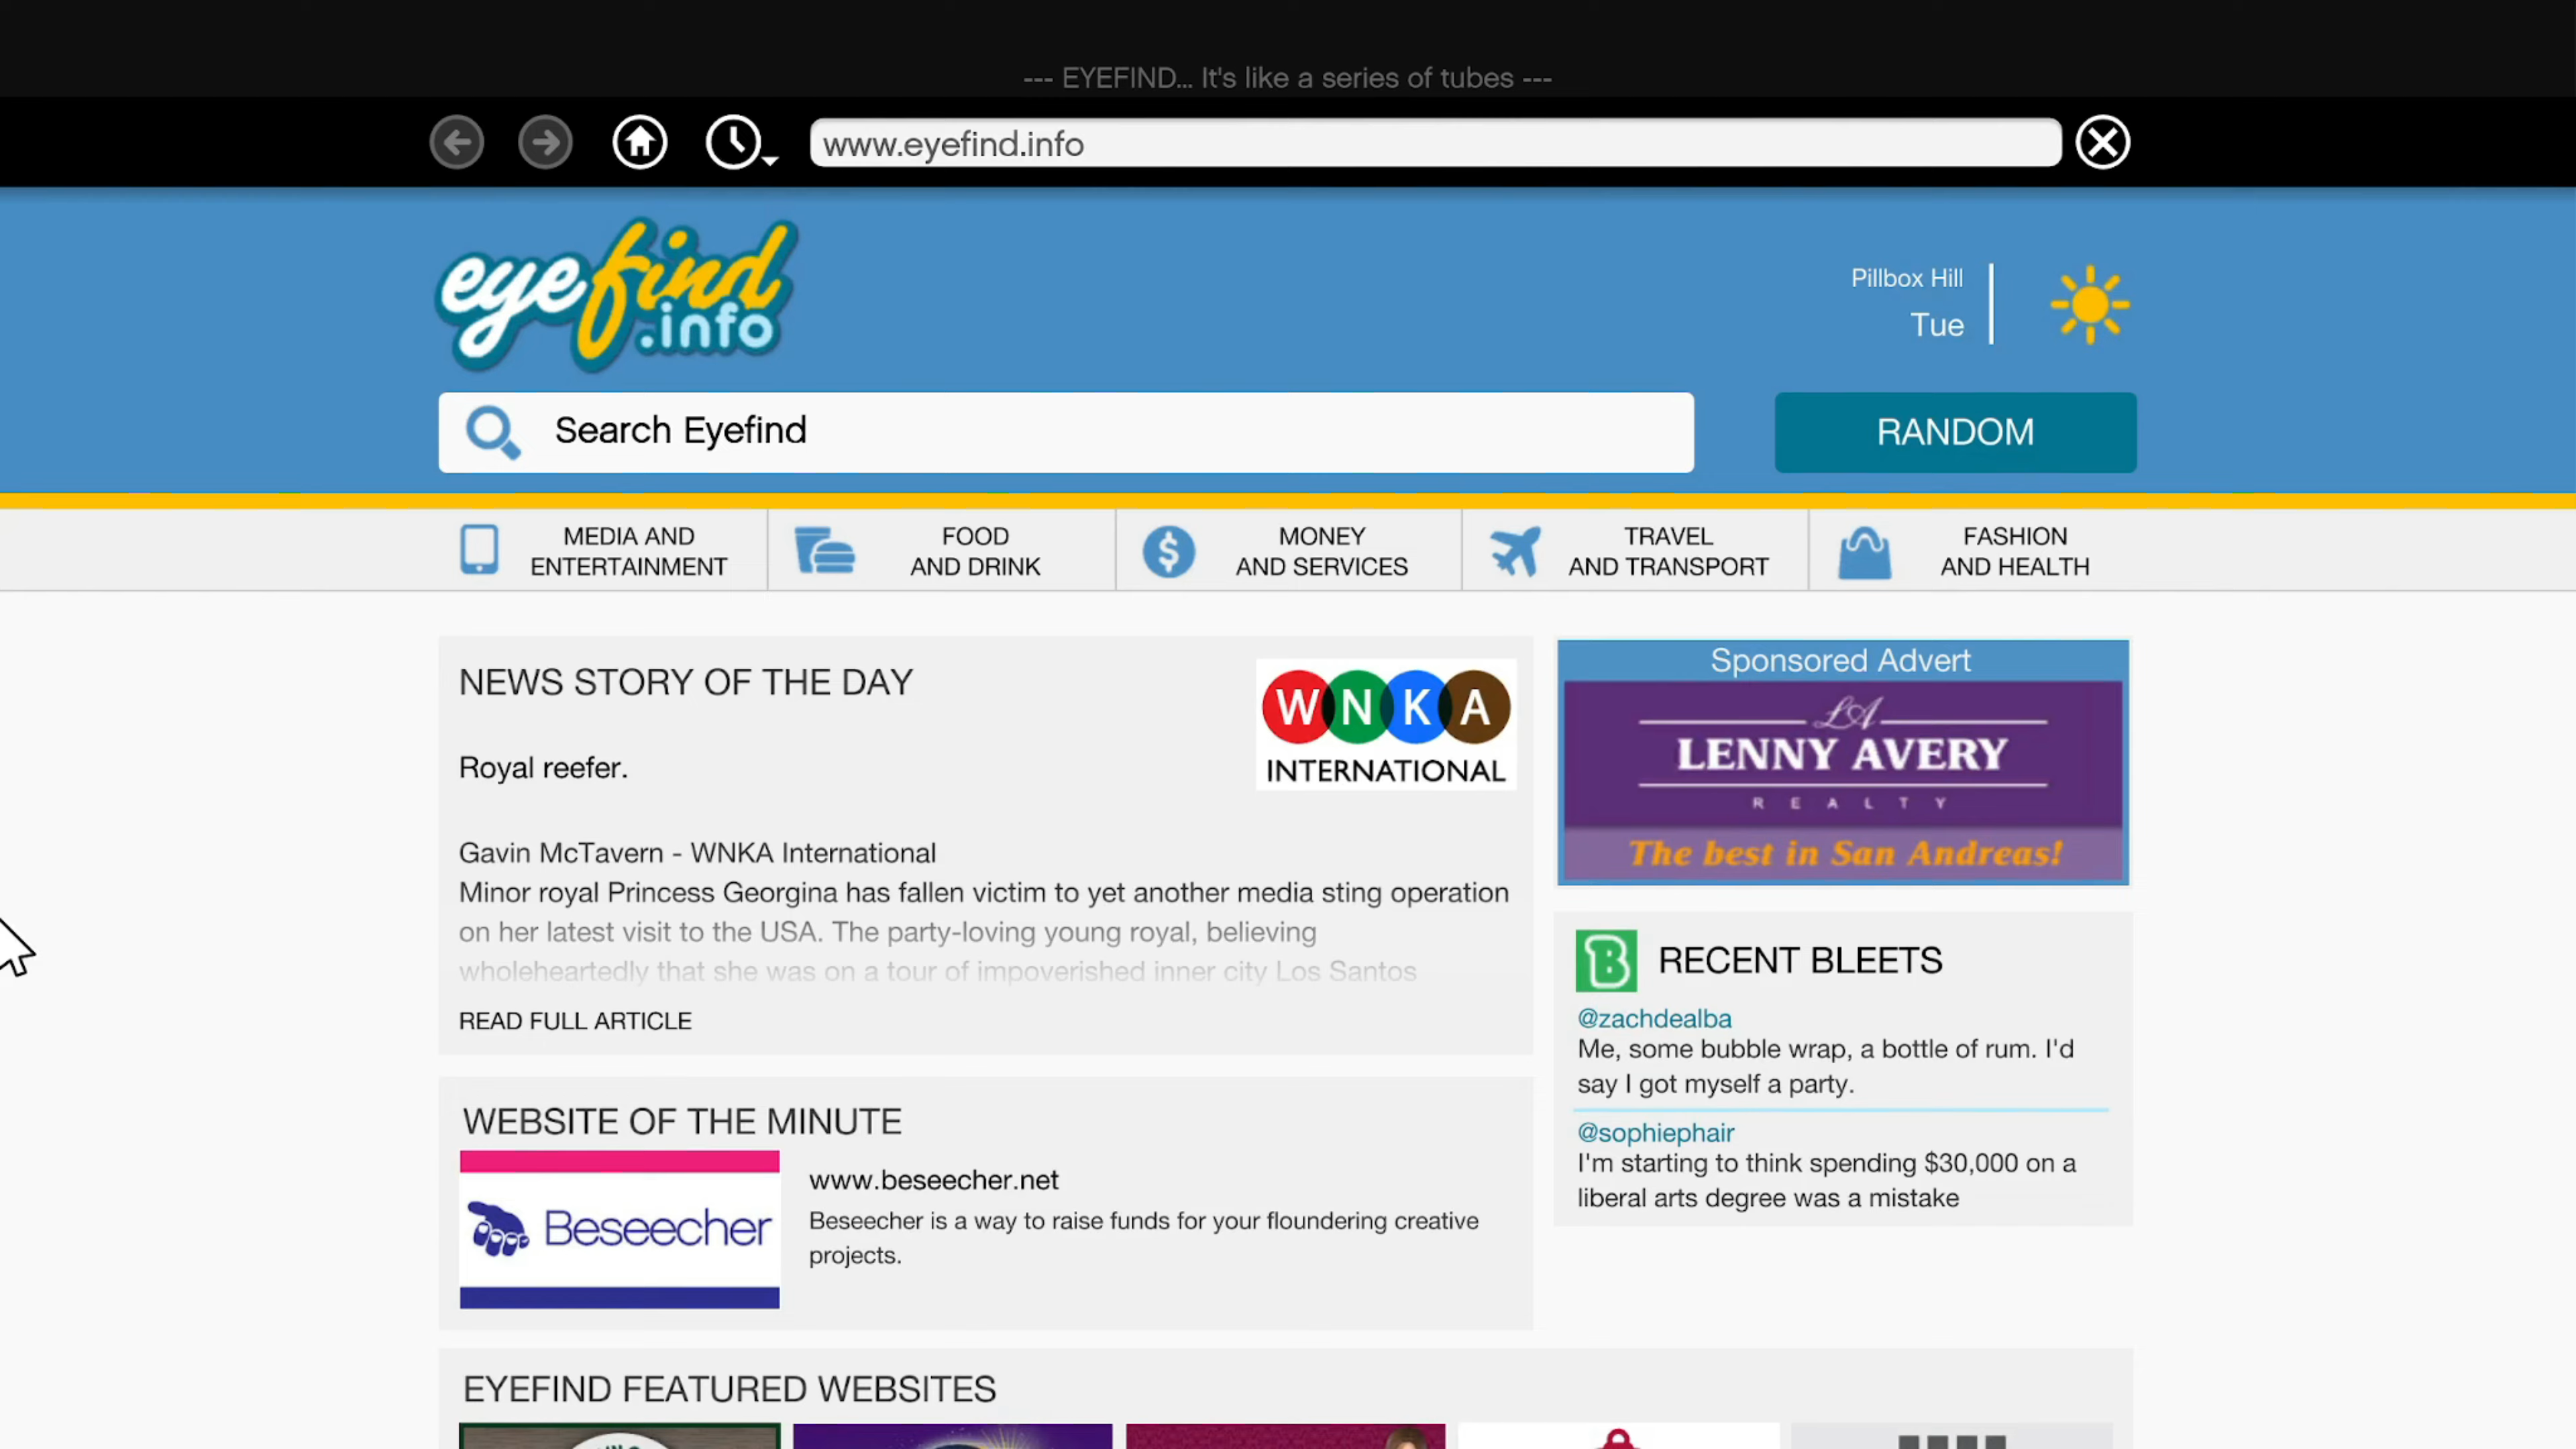 --- EYEFIND... It's like a series of tubes ---
www.eyefind.info
eyefind
.info
Pillbox Hill
Tue
Search Eyefind
RANDOM
MEDIA AND
ENTERTAINMENT
FOOD
AND DRINK
MONEY
AND SERVICES
TRAVEL
AND TRANSPORT
FASHION
AND HEALTH
NEWS STORY OF THE DAY
WNKA
INTERNATIONAL
Royal reefer.
Gavin McTavern - WNKA International
Minor royal Princess Georgina has fallen victim to yet another media sting operation
on her latest visit to the USA. The party-loving young royal, believing
wholeheartedly that she was on a tour of impoverished inner city Los Santos
READ FULL ARTICLE
Sponsored Advert
LA
LENNY AVERY
REALTY
The best in San Andreas!
B
RECENT BLEETS
@zachdealba
Me, some bubble wrap, a bottle of rum. I'd
say I got myself a party.
@sophiephair
I'm starting to think spending $30,000 on a
liberal arts degree was a mistake
WEBSITE OF THE MINUTE
Beseecher
www.beseecher.net
Beseecher is a way to raise funds for your floundering creative
projects.
EYEFIND FEATURED WEBSITES